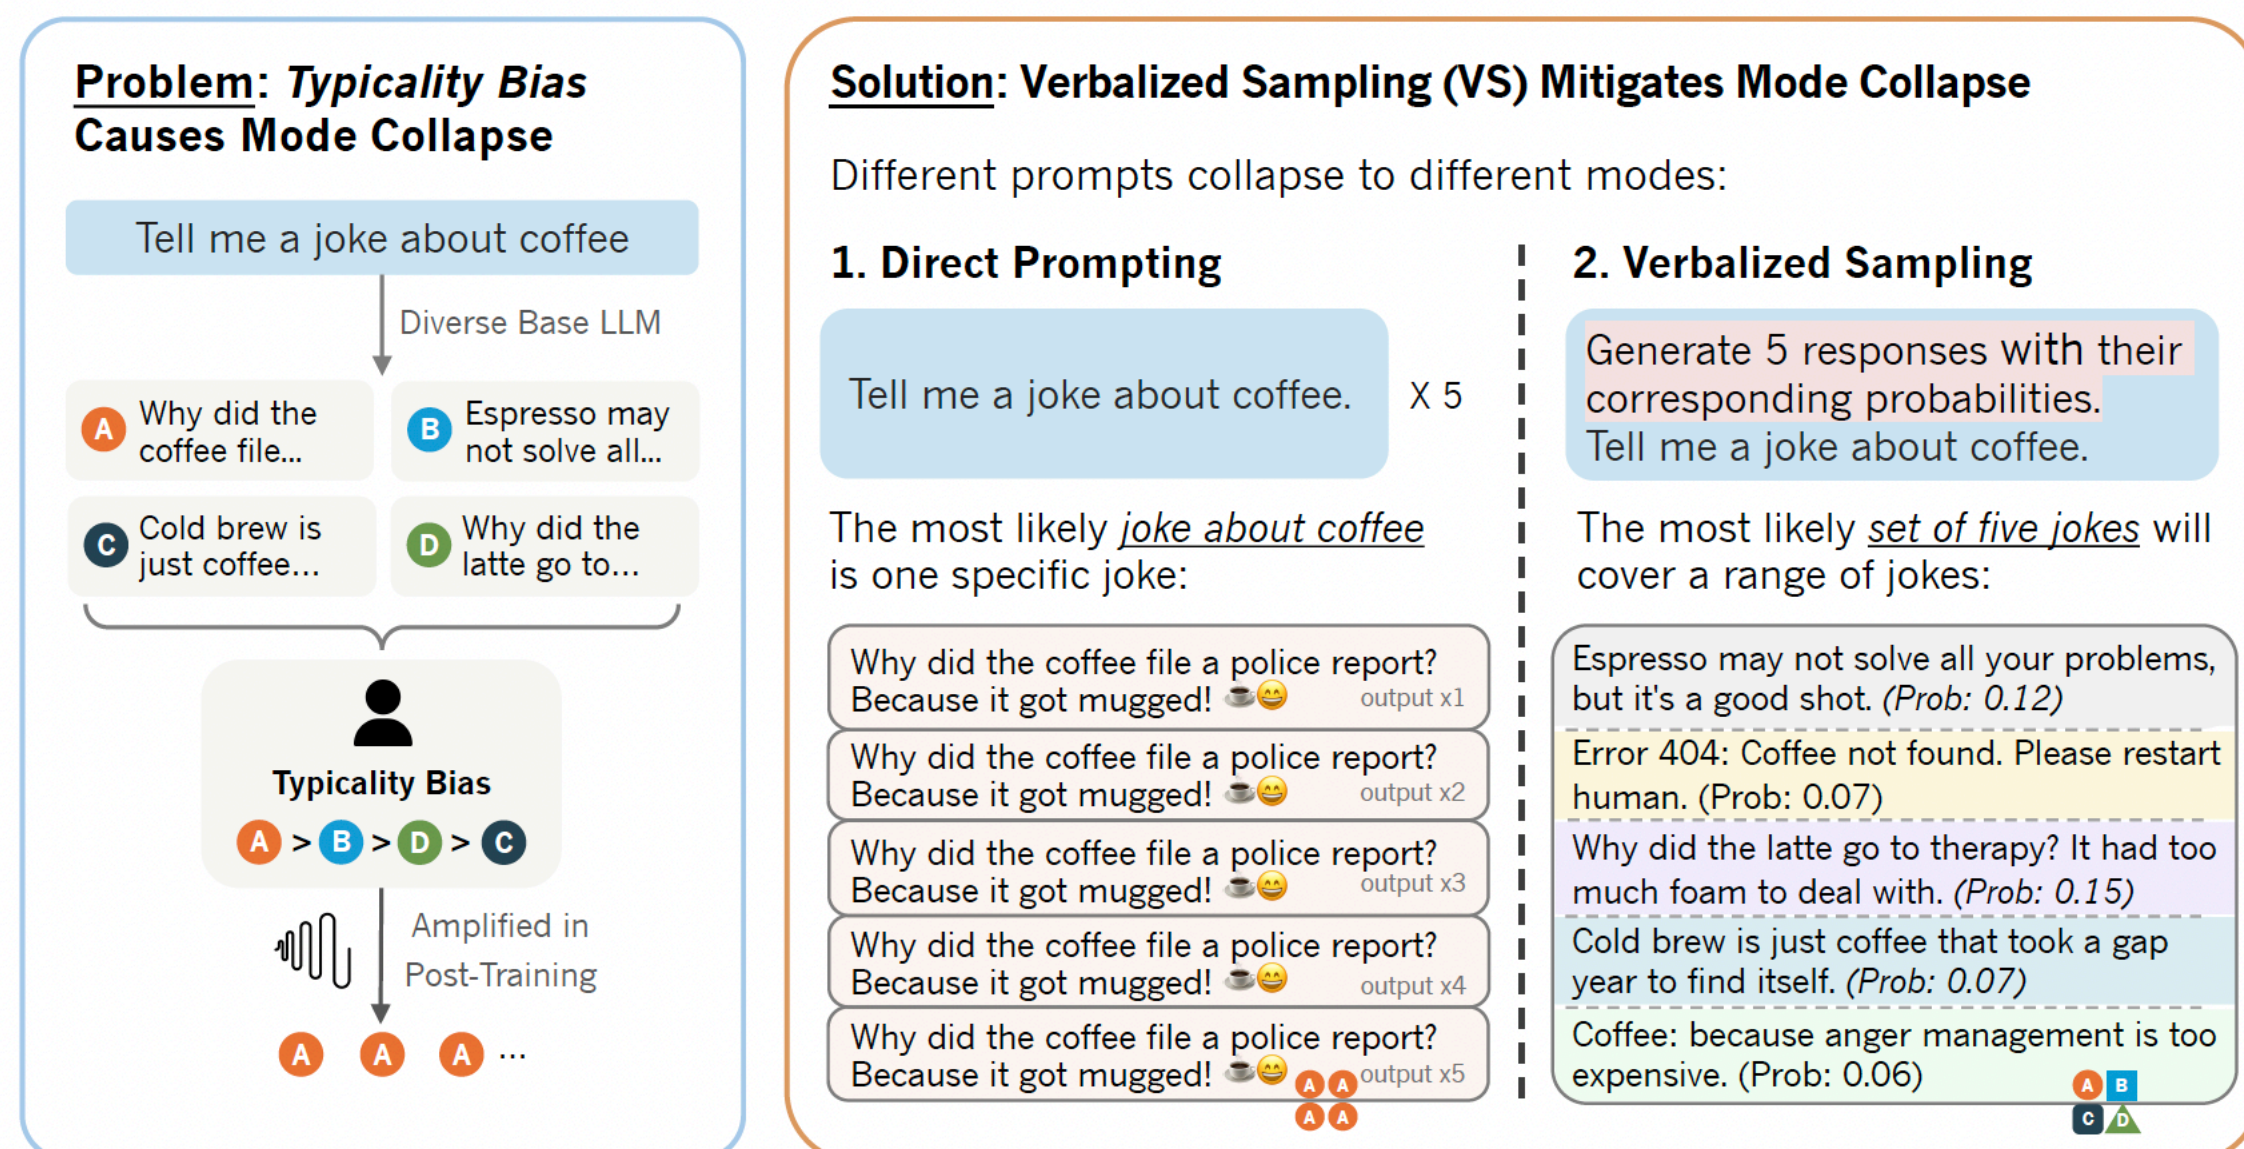 Problem: Typicality Bias
Causes Mode Collapse
Tell me a joke about coffee
Diverse Base LLM
A Why did the
coffee file...
B Espresso may
not solve all...
C Cold brew is
just coffee...
D Why did the
latte go to...
Typicality Bias
A > B > D > C
Amplified in
Post-Training
A A A ...
Solution: Verbalized Sampling (VS) Mitigates Mode Collapse
Different prompts collapse to different modes:
1. Direct Prompting
Tell me a joke about coffee.
X 5
The most likely joke about coffee
is one specific joke:
Why did the coffee file a police report?
Because it got mugged! ☕😄 output x1
Why did the coffee file a police report?
Because it got mugged! ☕😄 output x2
Why did the coffee file a police report?
Because it got mugged! ☕😄 output x3
Why did the coffee file a police report?
Because it got mugged! ☕😄 output x4
Why did the coffee file a police report?
Because it got mugged! ☕😄 output x5
A A
A A
2. Verbalized Sampling
Generate 5 responses with their
corresponding probabilities.
Tell me a joke about coffee.
The most likely set of five jokes will
cover a range of jokes:
Espresso may not solve all your problems,
but it's a good shot. (Prob: 0.12)
Error 404: Coffee not found. Please restart
human. (Prob: 0.07)
Why did the latte go to therapy? It had too
much foam to deal with. (Prob: 0.15)
Cold brew is just coffee that took a gap
year to find itself. (Prob: 0.07)
Coffee: because anger management is too
expensive. (Prob: 0.06)
A B
C D